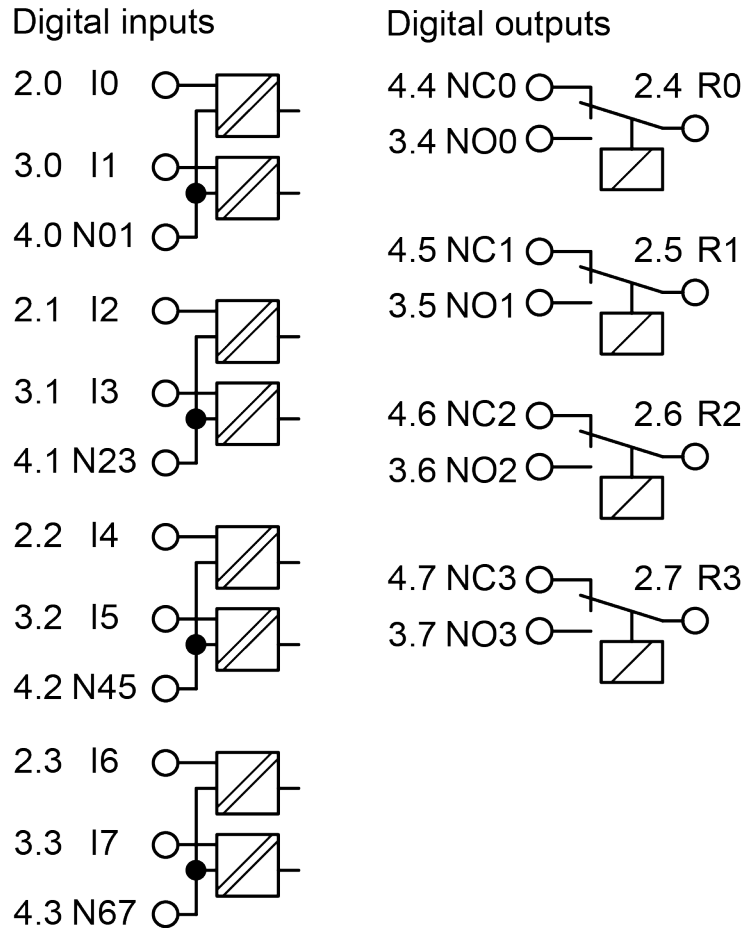 Digital inputs
2.0 I0
3.0 I1
4.0 N01
2.1 I2
3.1 I3
4.1 N23
2.2 I4
3.2 I5
4.2 N45
2.3 I6
3.3 I7
4.3 N67
Digital outputs
4.4 NC0 2.4 R0
3.4 NO0
4.5 NC1 2.5 R1
3.5 NO1
4.6 NC2 2.6 R2
3.6 NO2
4.7 NC3 2.7 R3
3.7 NO3